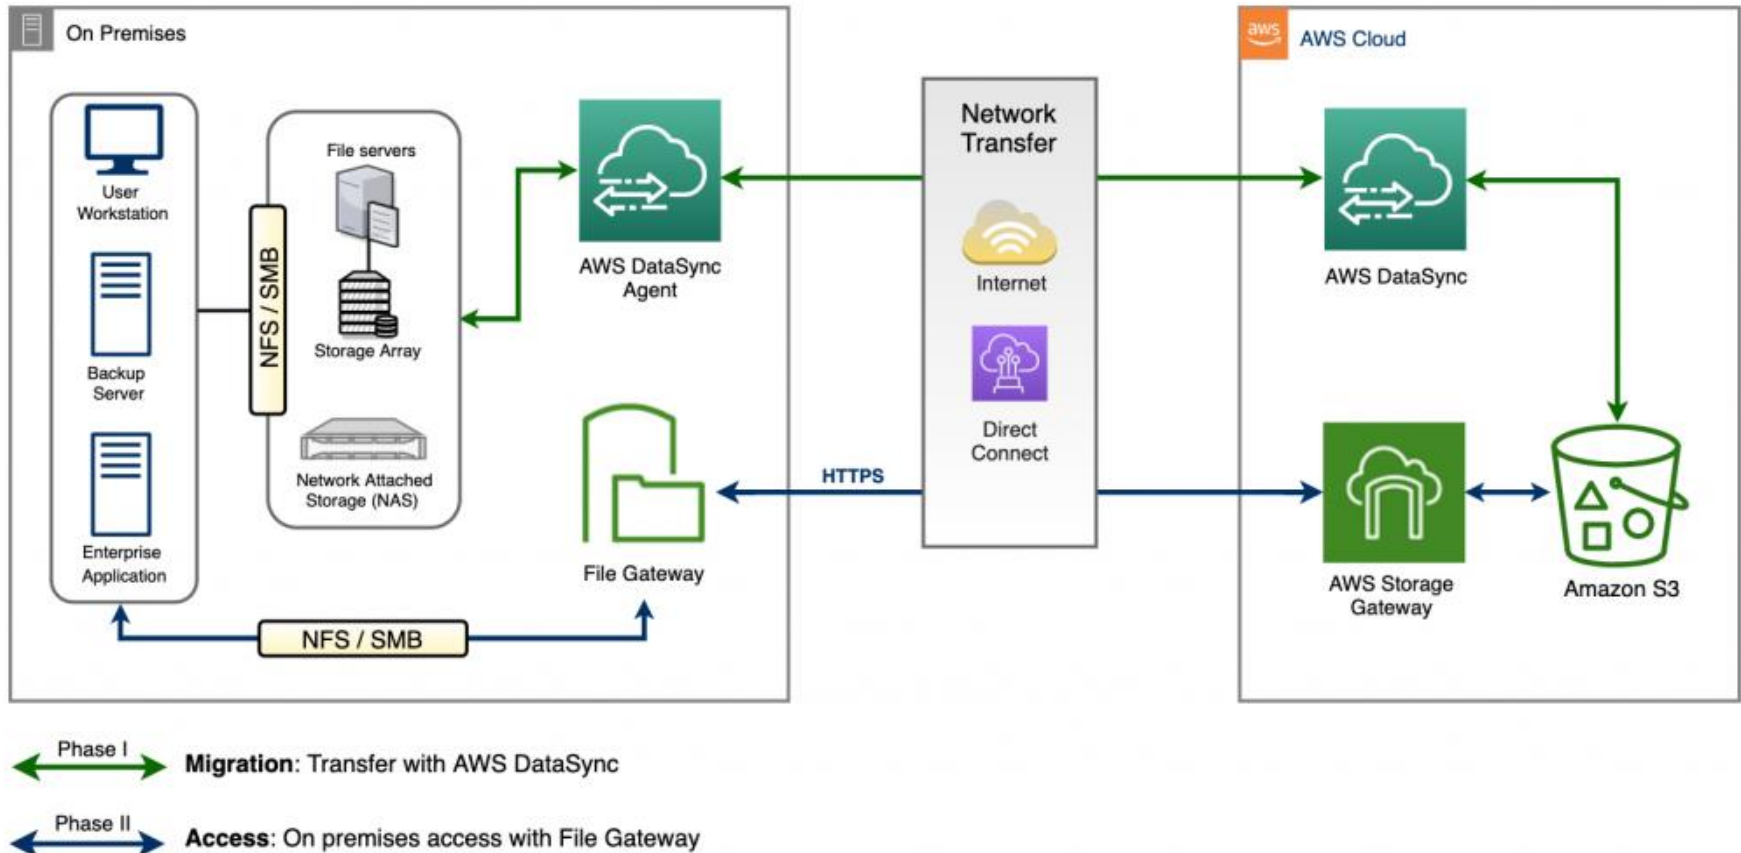 On Premises
aws
AWS Cloud
User
Workstation
Backup
Server
Enterprise
Application
NFS / SMB
File servers
Storage Array
Network Attached
Storage (NAS)
AWS DataSync
Agent
File Gateway
NFS / SMB
HTTPS
Network
Transfer
Internet
Direct
Connect
AWS DataSync
AWS Storage
Gateway
Amazon S3
Phase I
Migration: Transfer with AWS DataSync
Phase II
Access: On premises access with File Gateway